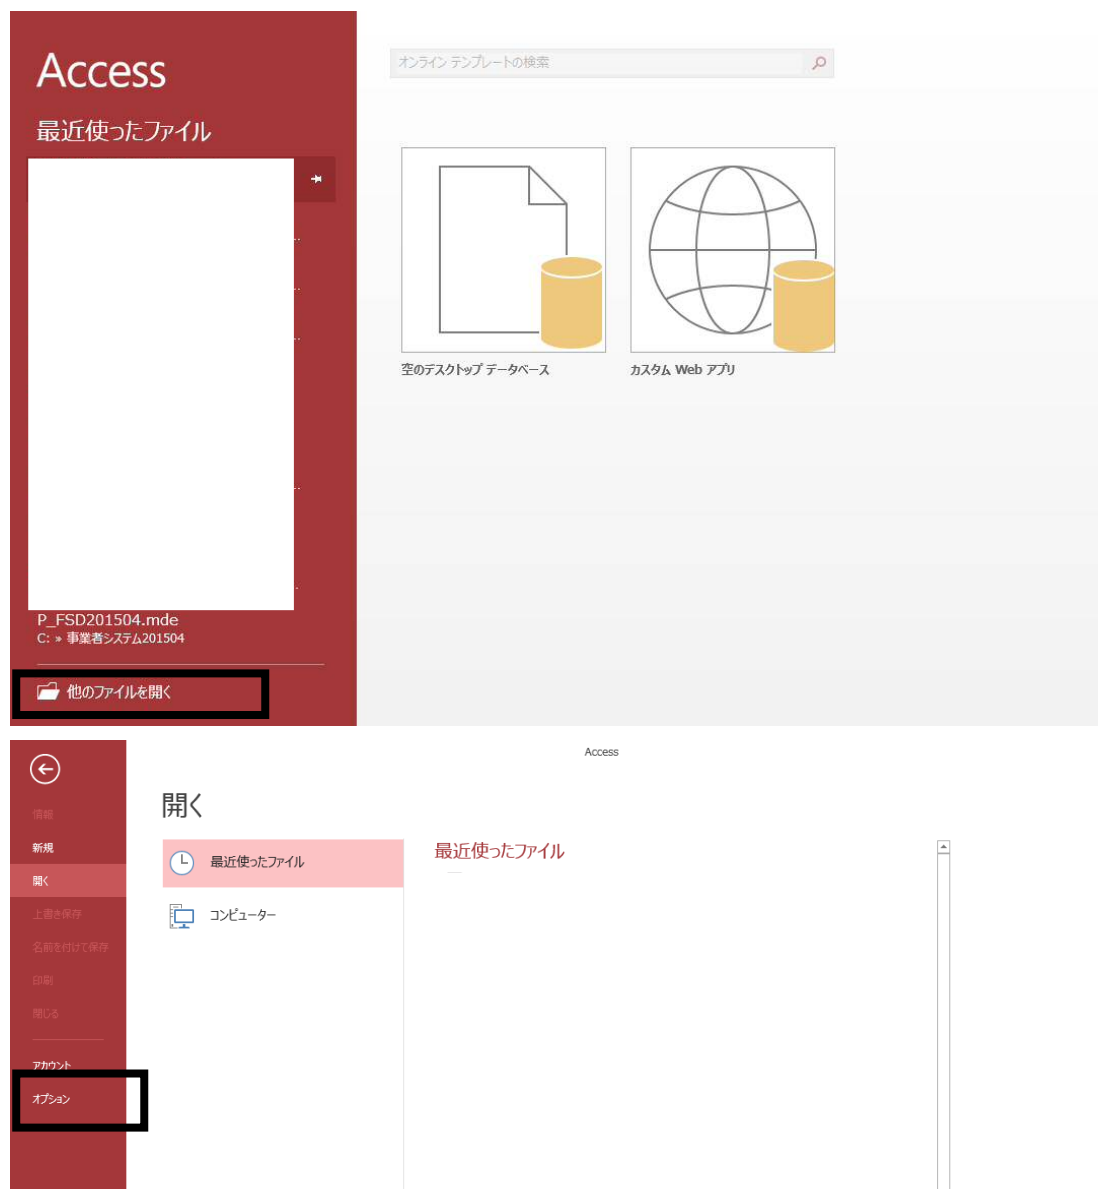 Access
オンライン テンプレートの検索
最近使ったファイル
空のデスクトップ データベース
カスタム Web アプリ
P_FSD201504.mde
C: » 事業者システム201504
他のファイルを開く
Access
情報
新規
開く
上書き保存
名前を付けて保存
印刷
閉じる
アカウント
オプション
開く
最近使ったファイル
コンピューター
最近使ったファイル